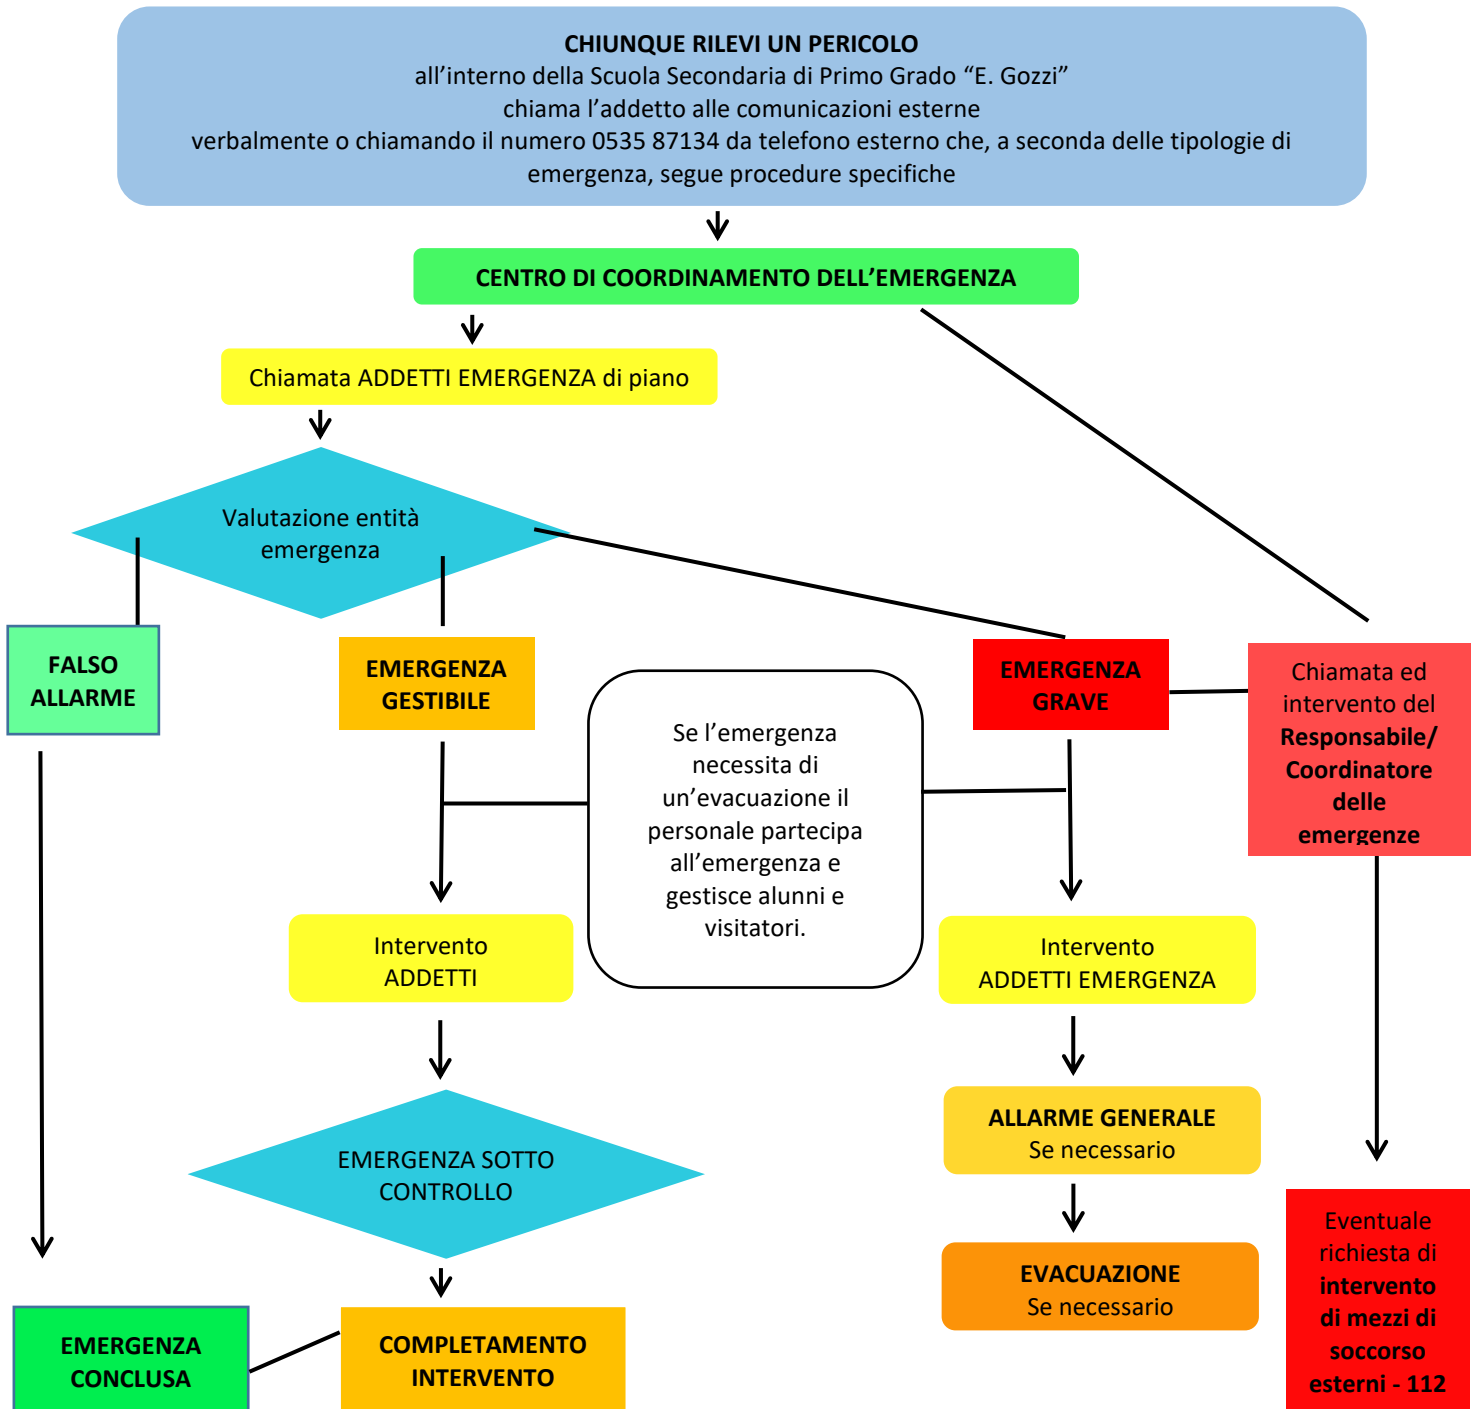 CHIUNQUE RILEVI UN PERICOLO
all’interno della Scuola Secondaria di Primo Grado “E. Gozzi”
chiama l’addetto alle comunicazioni esterne
verbalmente o chiamando il numero 0535 87134 da telefono esterno che, a seconda delle tipologie di
emergenza, segue procedure specifiche
CENTRO DI COORDINAMENTO DELL’EMERGENZA
Chiamata ADDETTI EMERGENZA di piano
Valutazione entità
emergenza
FALSO
ALLARME
EMERGENZA
GESTIBILE
Se l’emergenza
necessita di
un’evacuazione il
personale partecipa
all’emergenza e
gestisce alunni e
visitatori.
EMERGENZA
GRAVE
Chiamata ed
intervento del
Responsabile/
Coordinatore
delle
emergenze
Intervento
ADDETTI
Intervento
ADDETTI EMERGENZA
EMERGENZA SOTTO
CONTROLLO
ALLARME GENERALE
Se necessario
EVACUAZIONE
Se necessario
EMERGENZA
CONCLUSA
COMPLETAMENTO
INTERVENTO
Eventuale
richiesta di
intervento
di mezzi di
soccorso
esterni - 112